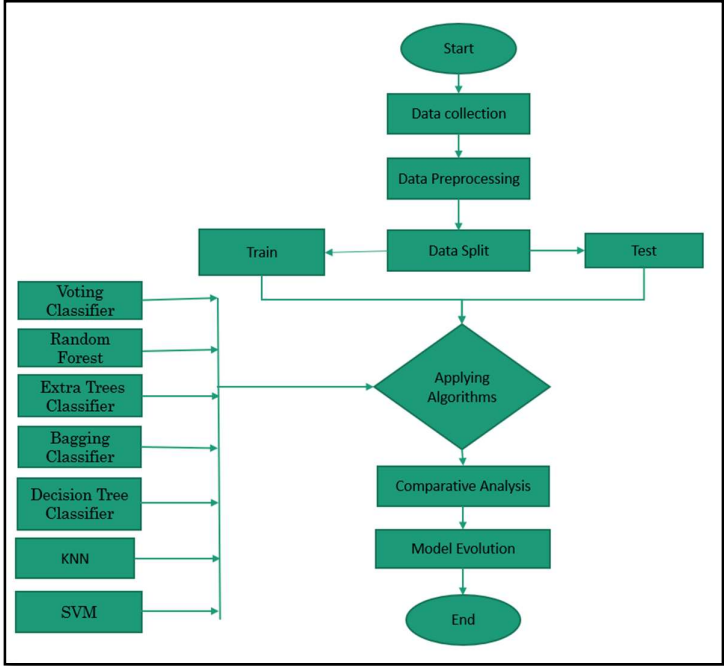 Start
Data collection
Data Preprocessing
Train
Data Split
Test
Voting
Classifier
Random
Forest
Extra Trees
Classifier
Bagging
Classifier
Decision Tree
Classifier
KNN
SVM
Applying
Algorithms
Comparative Analysis
Model Evolution
End